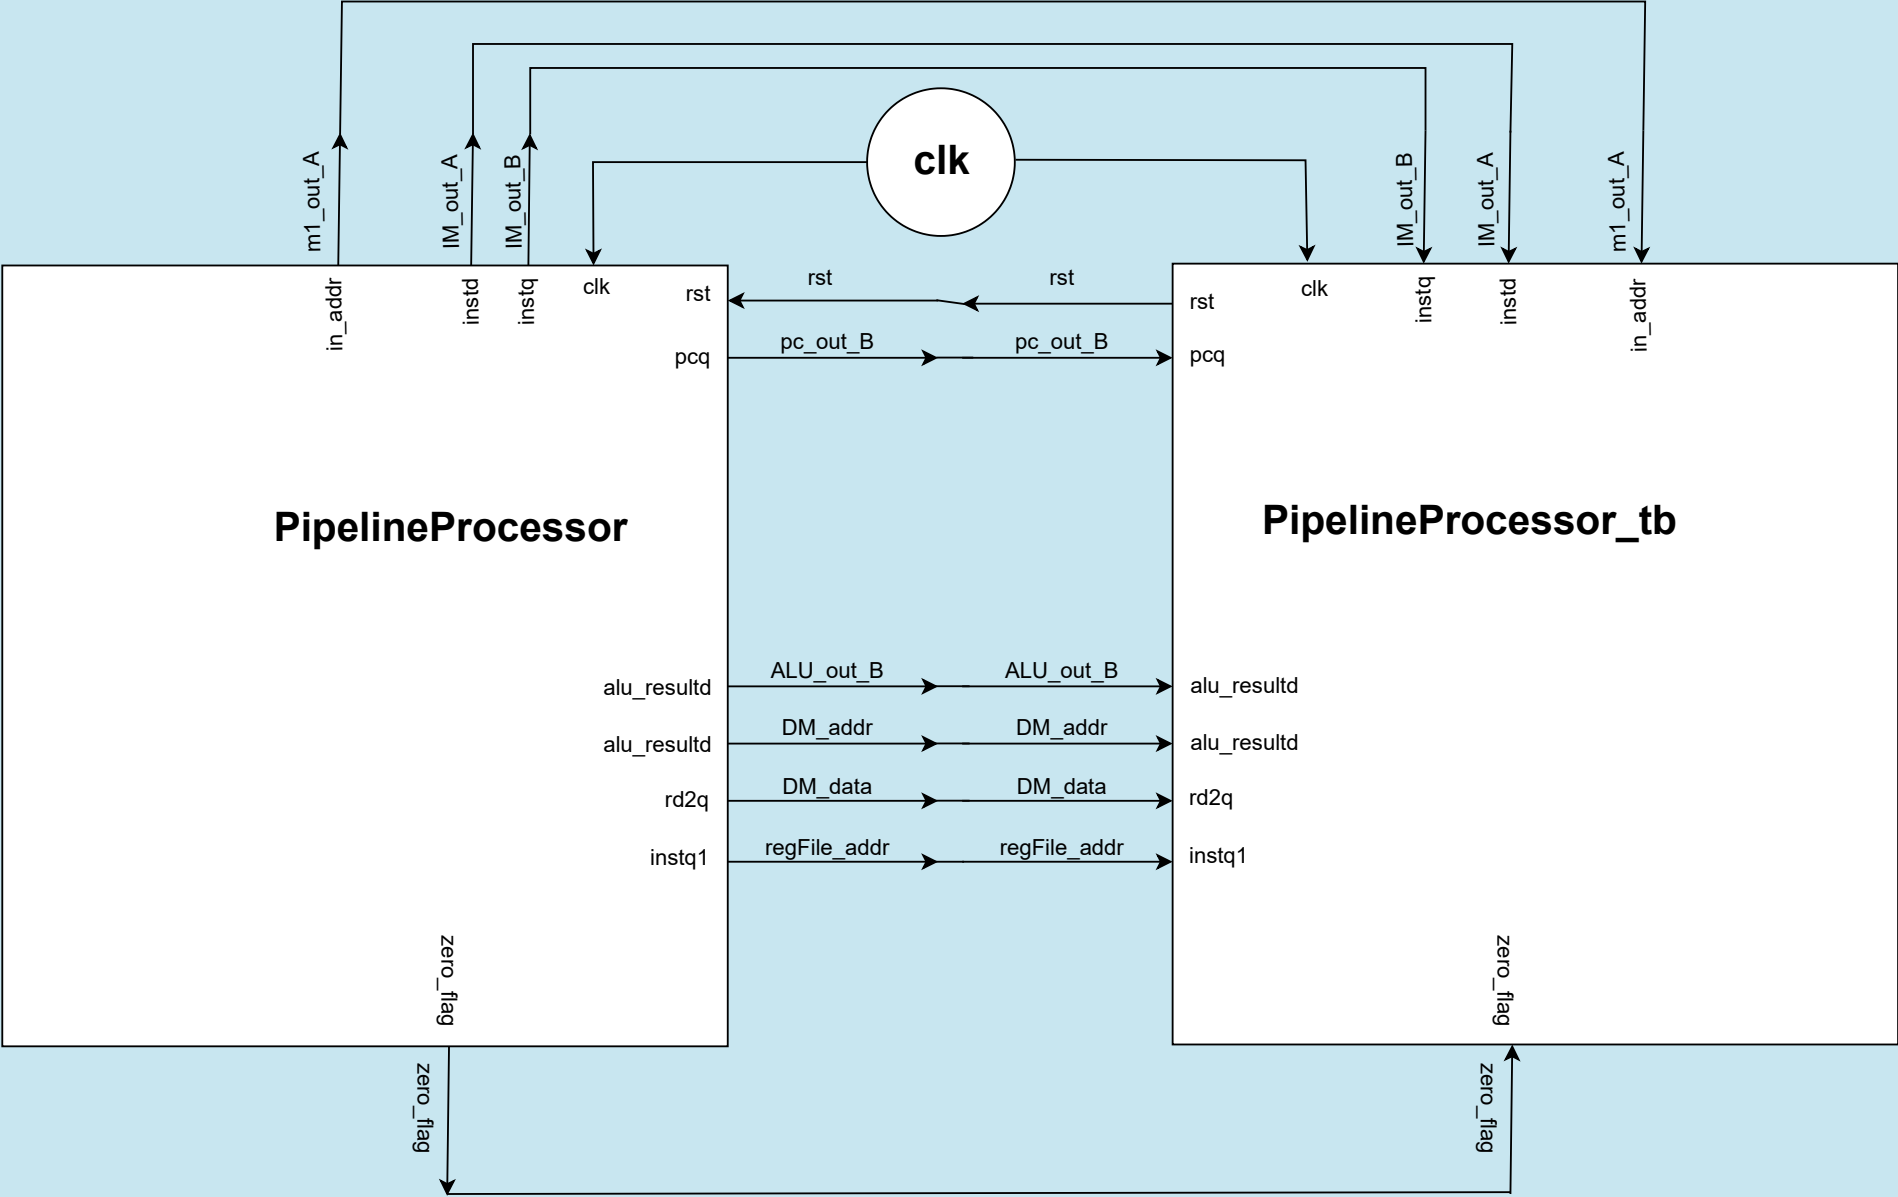 m1_out_A
IM_out_A
IM_out_B
clk
IM_out_B
IM_out_A
m1_out_A
in_addr
instd
instq
clk
rst
pcq
rst
rst
pc_out_B
pc_out_B
rst
pcq
clk
instq
instd
in_addr
PipelineProcessor
PipelineProcessor_tb
alu_resultd
ALU_out_B
ALU_out_B
alu_resultd
alu_resultd
DM_addr
DM_addr
alu_resultd
rd2q
DM_data
DM_data
rd2q
instq1
regFile_addr
regFile_addr
instq1
zero_flag
zero_flag
zero_flag
zero_flag